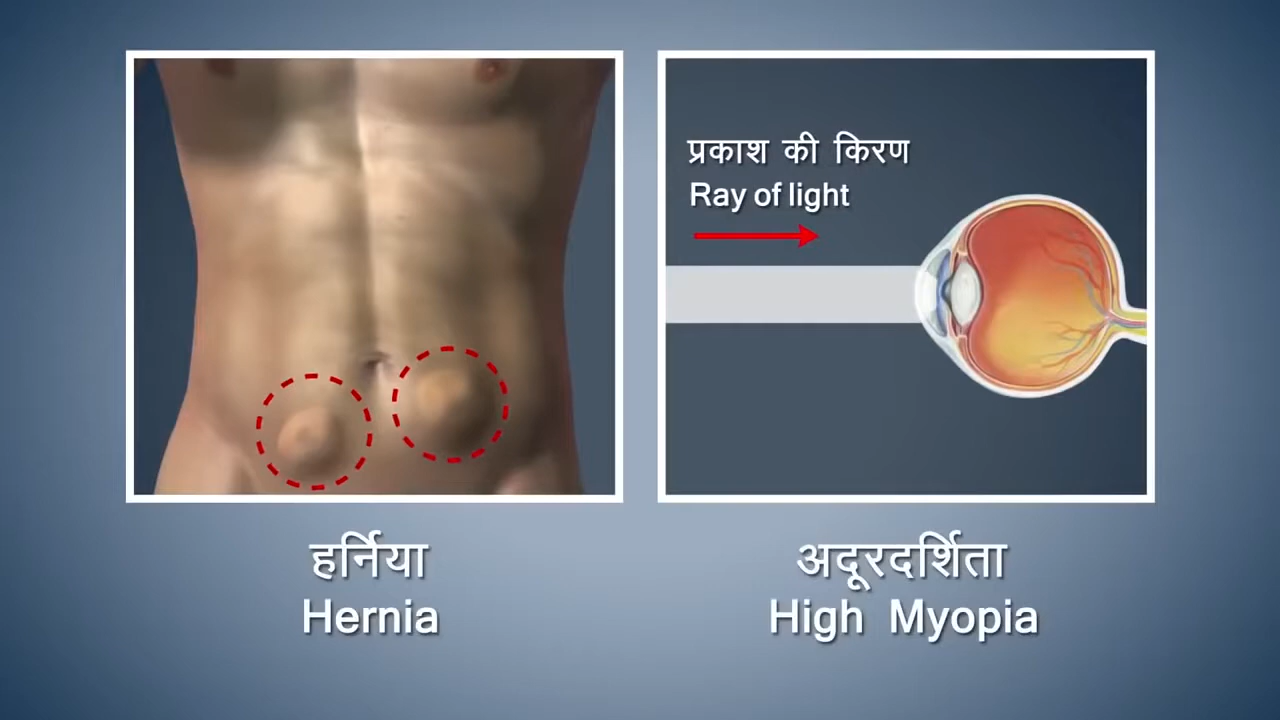 प्रकाश की किरण
Ray of light
हर्निया
Hernia
अदूरदर्शिता
High Myopia